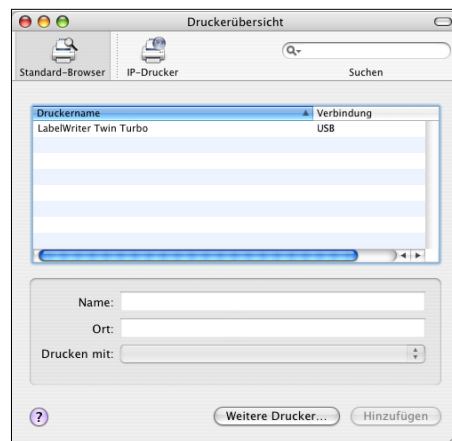 Druckerübersicht
Standard-Browser IP-Drucker Suchen
Druckername Verbindung
LabelWriter Twin Turbo USB
Name:
Ort:
Drucken mit:
? Weitere Drucker... Hinzufügen